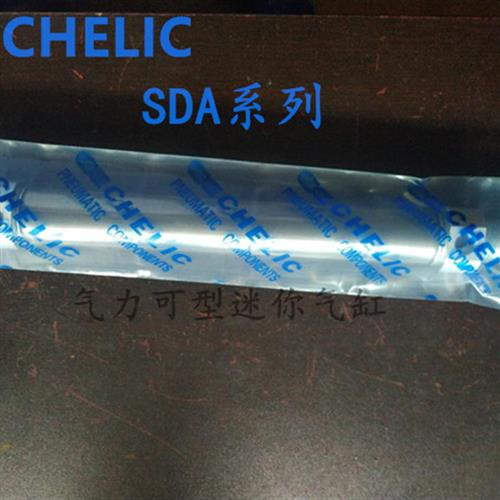 CHELIC
SDA系列
CHELIC
PNEUMATIC
COMPONENTS
CHELIC
PNEUMATIC
COMPONENTS
CHELIC
PNEUMATIC
COMPONENTS
气力可型迷你气缸